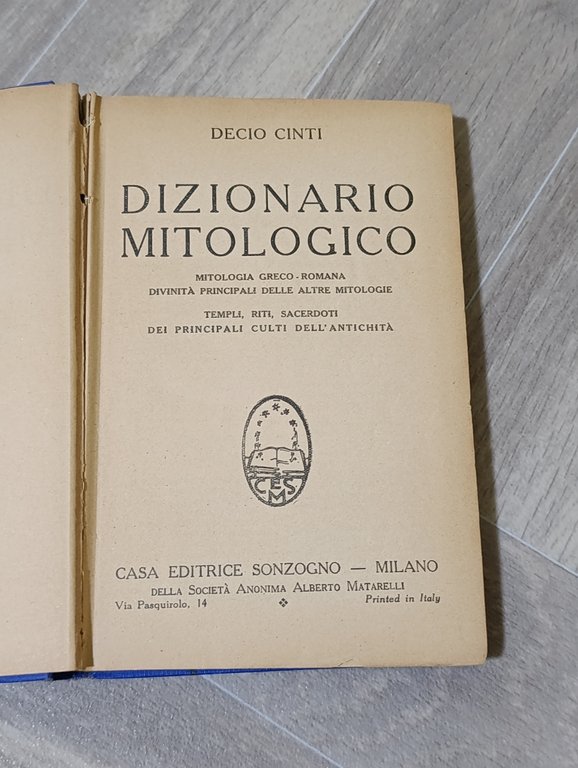 DECIO CINTI
DIZIONARIO
MITOLOGICO
MITOLOGIA GRECO-ROMANA
DIVINITÀ PRINCIPALI DELLE ALTRE MITOLOGIE
TEMPLI, RITI, SACERDOTI
DEI PRINCIPALI CULTI DELL'ANTICHITÀ
CESM
CASA EDITRICE SONZOGNO — MILANO
DELLA SOCIETÀ ANONIMA ALBERTO MATARELLI
Via Pasquirolo, 14 Printed in Italy